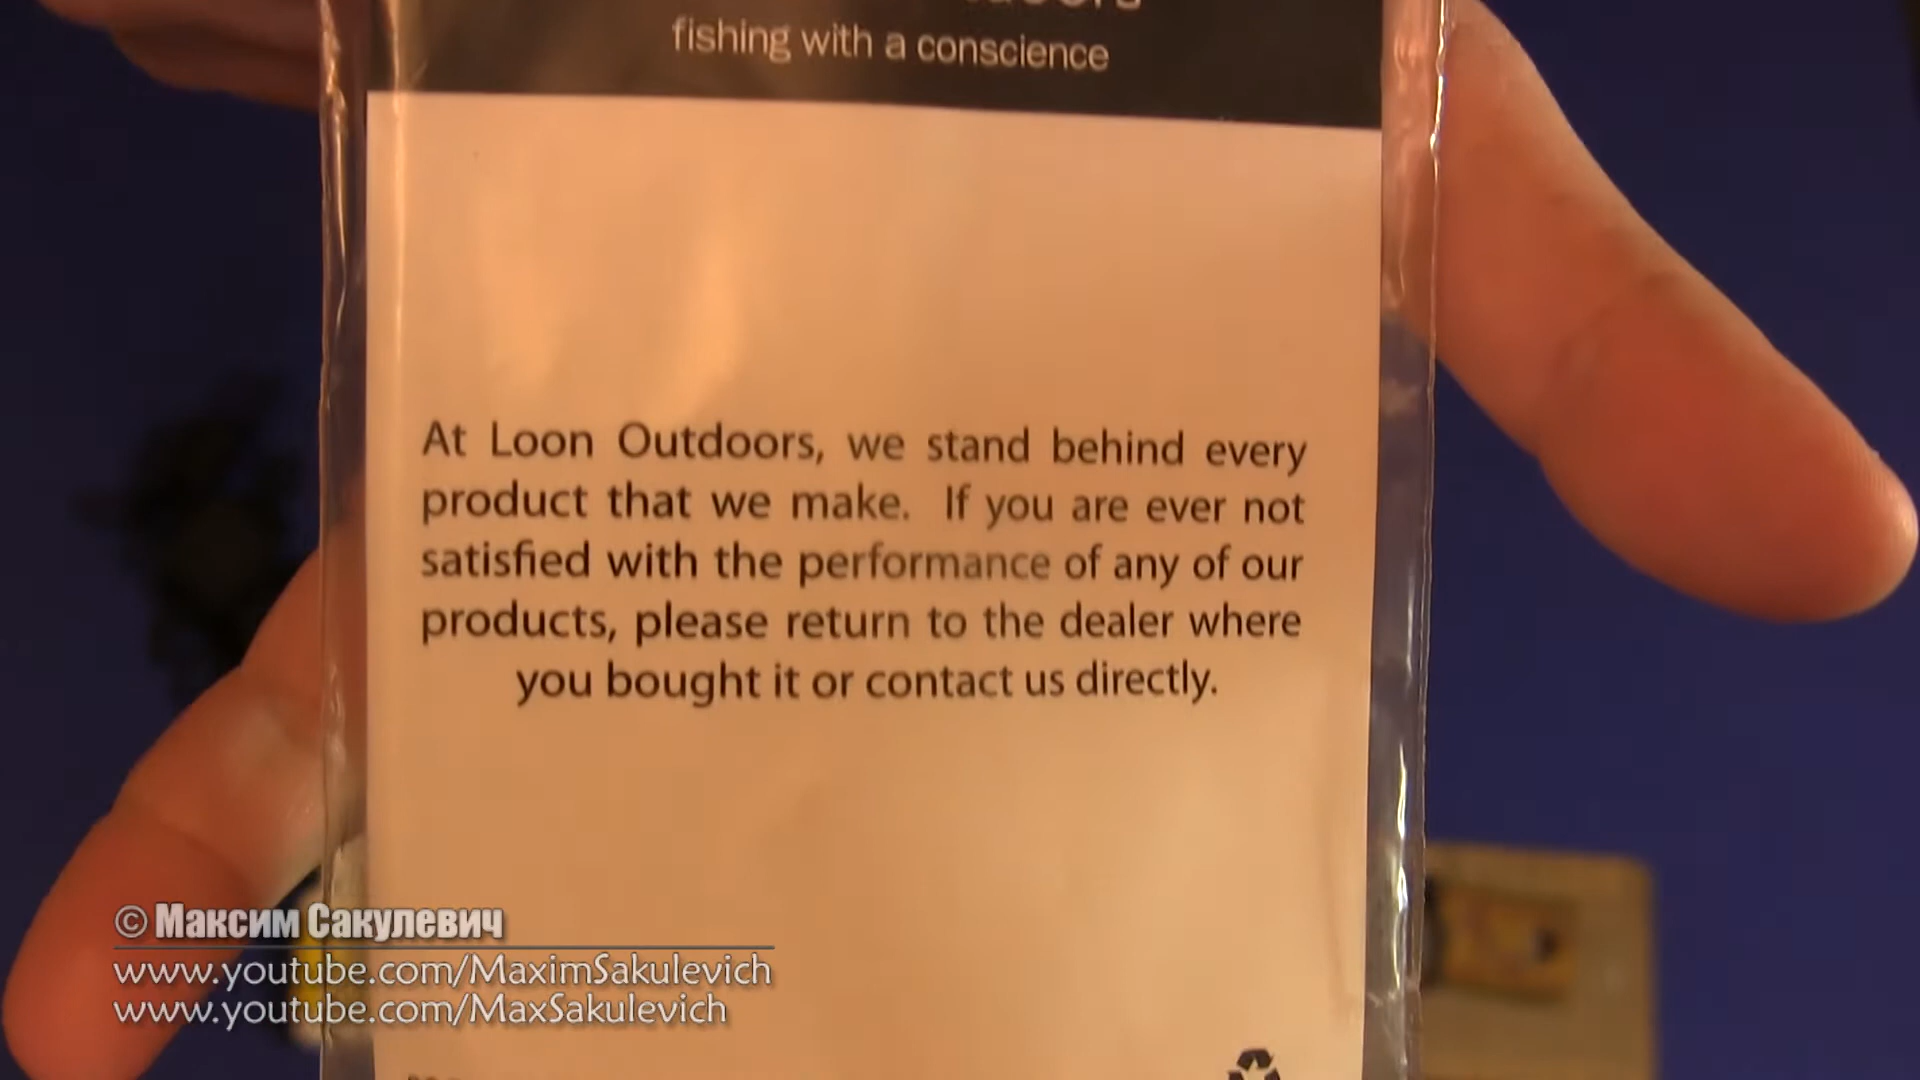 fishing with a conscience
At Loon Outdoors, we stand behind every
product that we make. If you are ever not
satisfied with the performance of any of our
products, please return to the dealer where
you bought it or contact us directly.
© Максим Сакулевич
www.youtube.com/MaximSakulevich
www.youtube.com/MaxSakulevich